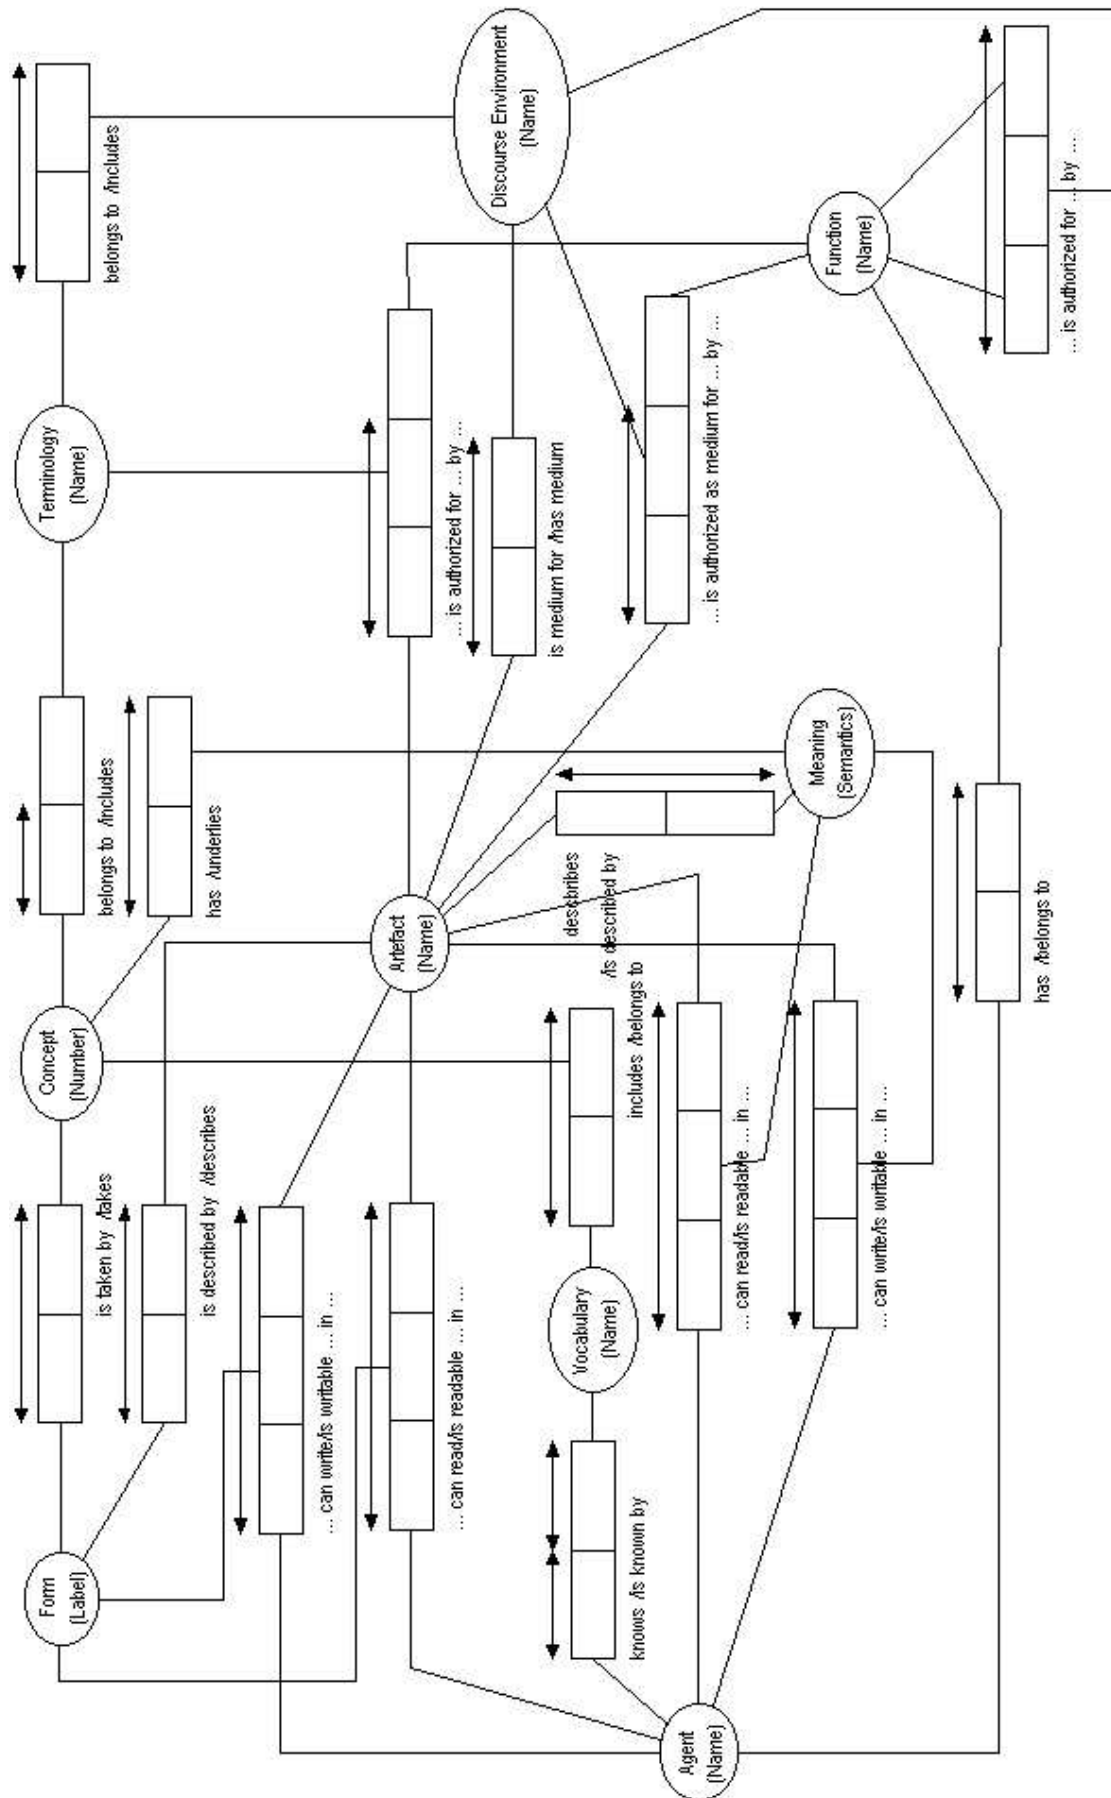 Form
(Label)
Concept
(Number)
Terminology
(Name)
is taken by /takes
belongs to /includes
belongs to /includes
is described by /describes
has /underlies
... can write/is writable ... in ...
Artefact
(Name)
... can read/is readable ... in ...
... is authorized for ... by ...
Discourse Environment
(Name)
is medium for /has medium
descbribes
/is described by
Vocabulary
(Name)
knows /is known by
includes /belongs to
... is authorized as medium for ... by ...
Agent
(Name)
... can read/is readable ... in ...
Meaning
(Semantics)
Function
(Name)
... can write/is writable ... in ...
has /belongs to
... is authorized for ... by ...